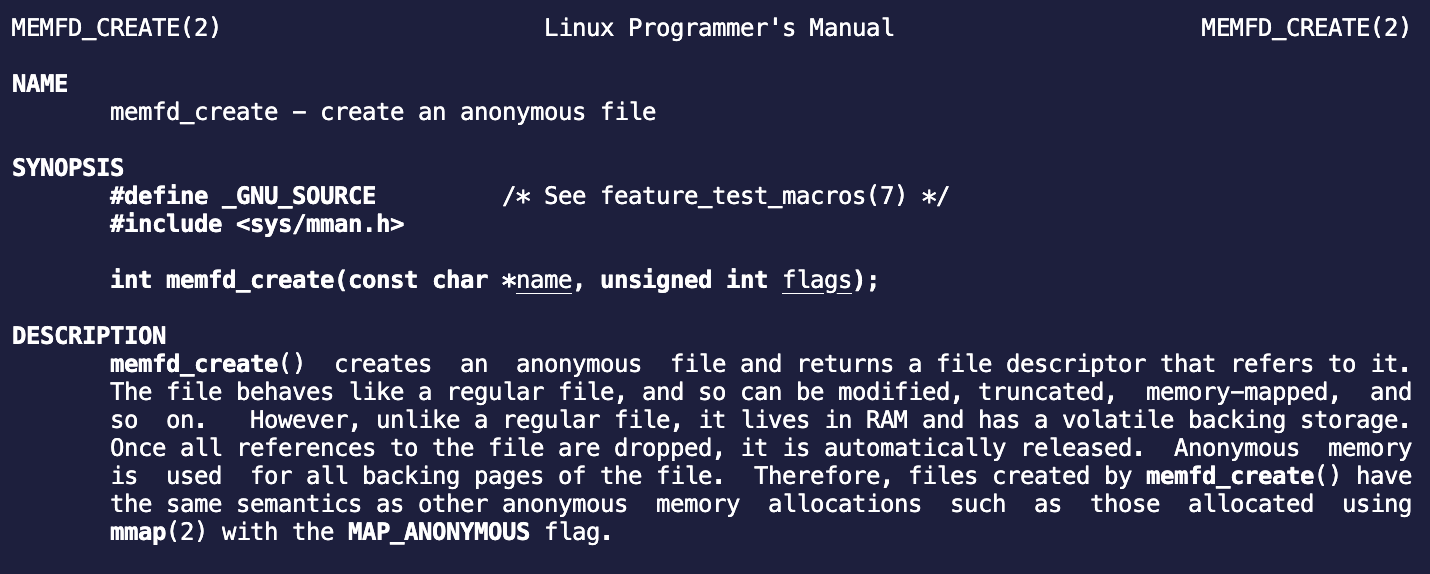 MEMFD_CREATE(2)                       Linux Programmer's Manual                      MEMFD_CREATE(2)
NAME
       memfd_create - create an anonymous file
SYNOPSIS
       #define _GNU_SOURCE         /* See feature_test_macros(7) */
       #include <sys/mman.h>
       int memfd_create(const char *name, unsigned int flags);
DESCRIPTION
       memfd_create()  creates  an  anonymous  file and returns a file descriptor that refers to it.
       The file behaves like a regular file, and so can be modified, truncated,  memory-mapped,  and
       so  on.   However, unlike a regular file, it lives in RAM and has a volatile backing storage.
       Once all references to the file are dropped, it is automatically released.  Anonymous  memory
       is  used  for all backing pages of the file.  Therefore, files created by memfd_create() have
       the same semantics as other anonymous  memory  allocations  such  as  those  allocated  using
       mmap(2) with the MAP_ANONYMOUS flag.